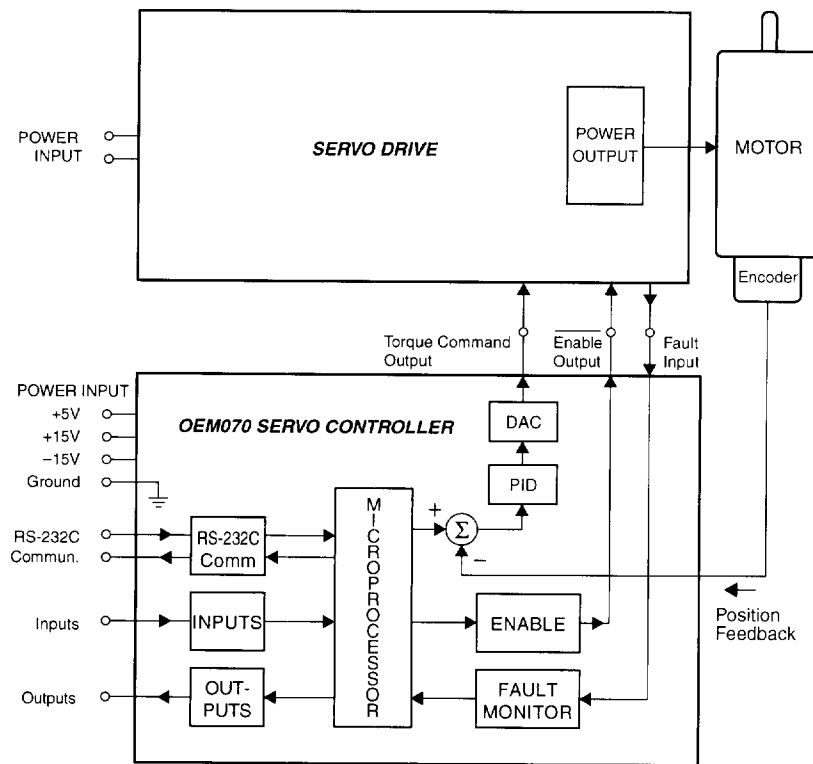 POWER
INPUT
SERVO DRIVE
POWER
OUTPUT
MOTOR
Encoder
Torque Command
Output
Enable
Output
Fault
Input
POWER INPUT
+5V
+15V
–15V
Ground
OEM070 SERVO CONTROLLER
DAC
PID
MICROPROCESSOR
+
Σ
–
RS-232C
Commun.
RS-232C
Comm
Position
Feedback
Inputs
INPUTS
ENABLE
Outputs
OUT-
PUTS
FAULT
MONITOR